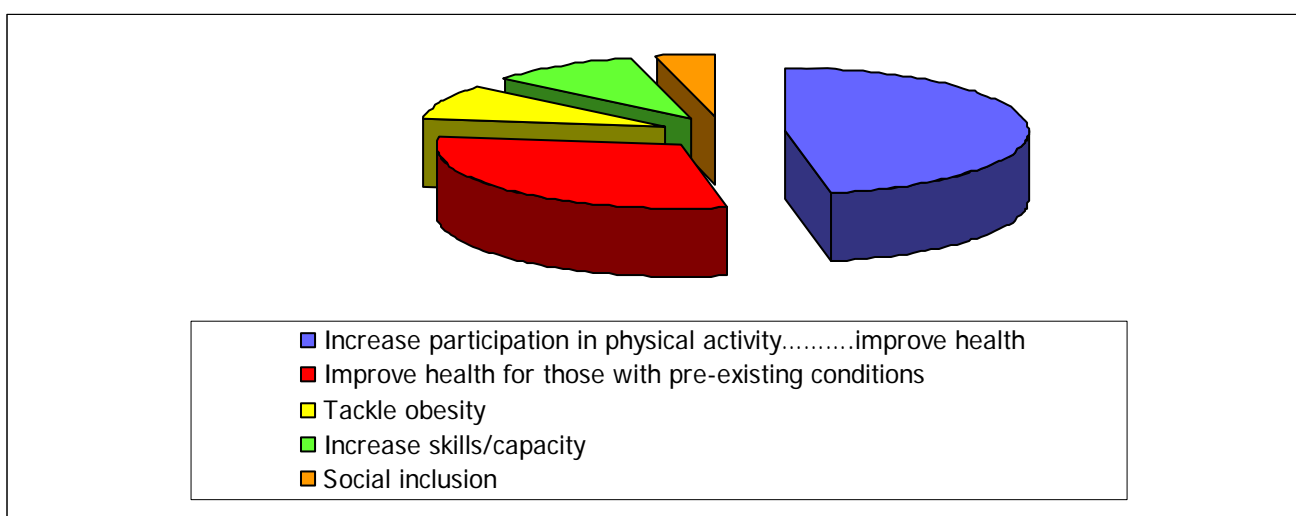 Increase participation in physical activity..........improve health
Improve health for those with pre-existing conditions
Tackle obesity
Increase skills/capacity
Social inclusion